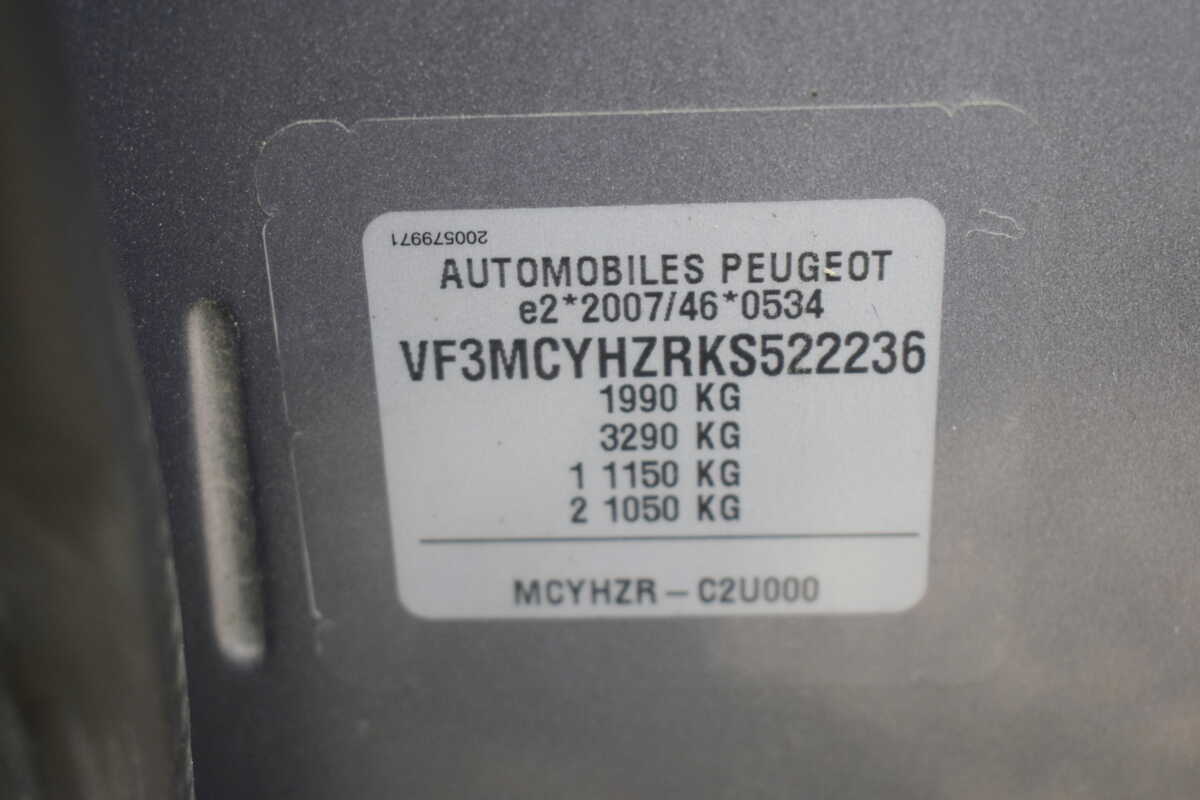 200579971
AUTOMOBILES PEUGEOT
e2*2007/46*0534
VF3MCYHZRKS522236
1990 KG
3290 KG
1 1150 KG
2 1050 KG
MCYHZR – C2U000